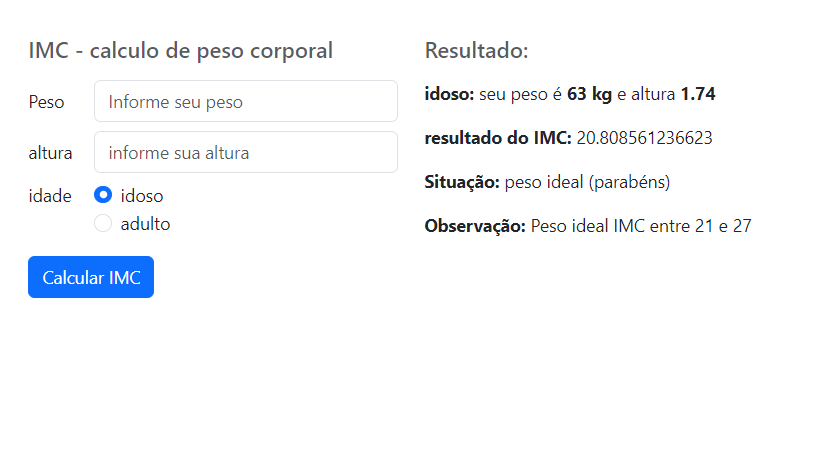 IMC - calculo de peso corporal
Peso
Informe seu peso
altura
informe sua altura
idade
idoso
adulto
Calcular IMC
Resultado:
idoso: seu peso é 63 kg e altura 1.74
resultado do IMC: 20.808561236623
Situação: peso ideal (parabéns)
Observação: Peso ideal IMC entre 21 e 27